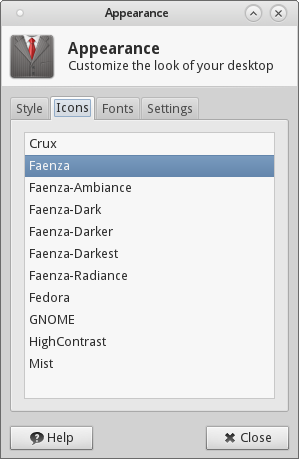 Appearance
Appearance
Customize the look of your desktop
Style Icons Fonts Settings
Crux
Faenza
Faenza-Ambiance
Faenza-Dark
Faenza-Darker
Faenza-Darkest
Faenza-Radiance
Fedora
GNOME
HighContrast
Mist
Help Close